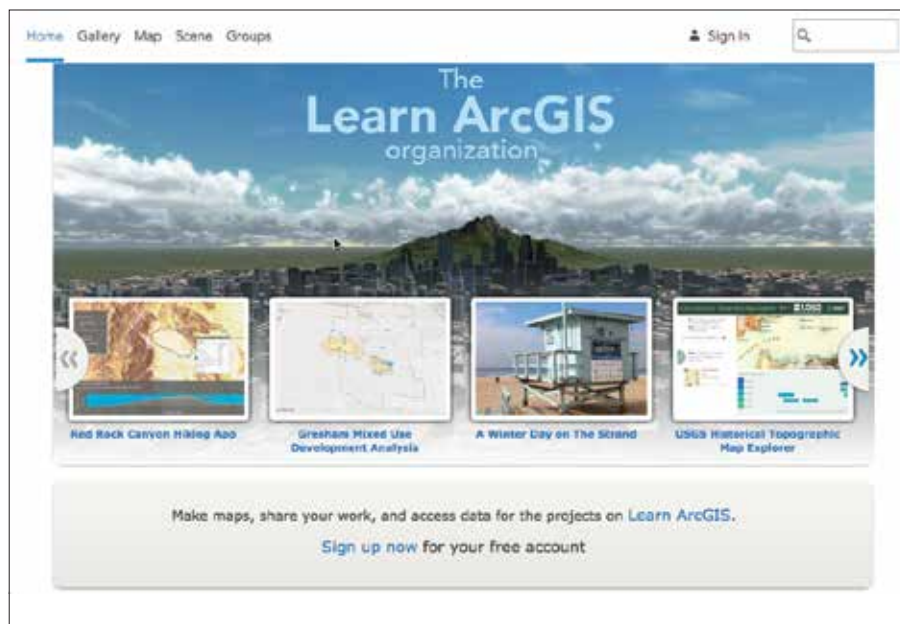 Home Gallery Map Scene Groups Sign In
The
Learn ArcGIS
organization
Red Rock Canyon Hiking App
Gresham Mixed Use
Development Analysis
A Winter Day on The Strand
USGS Historical Topographic
Map Explorer
Make maps, share your work, and access data for the projects on Learn ArcGIS.
Sign up now for your free account